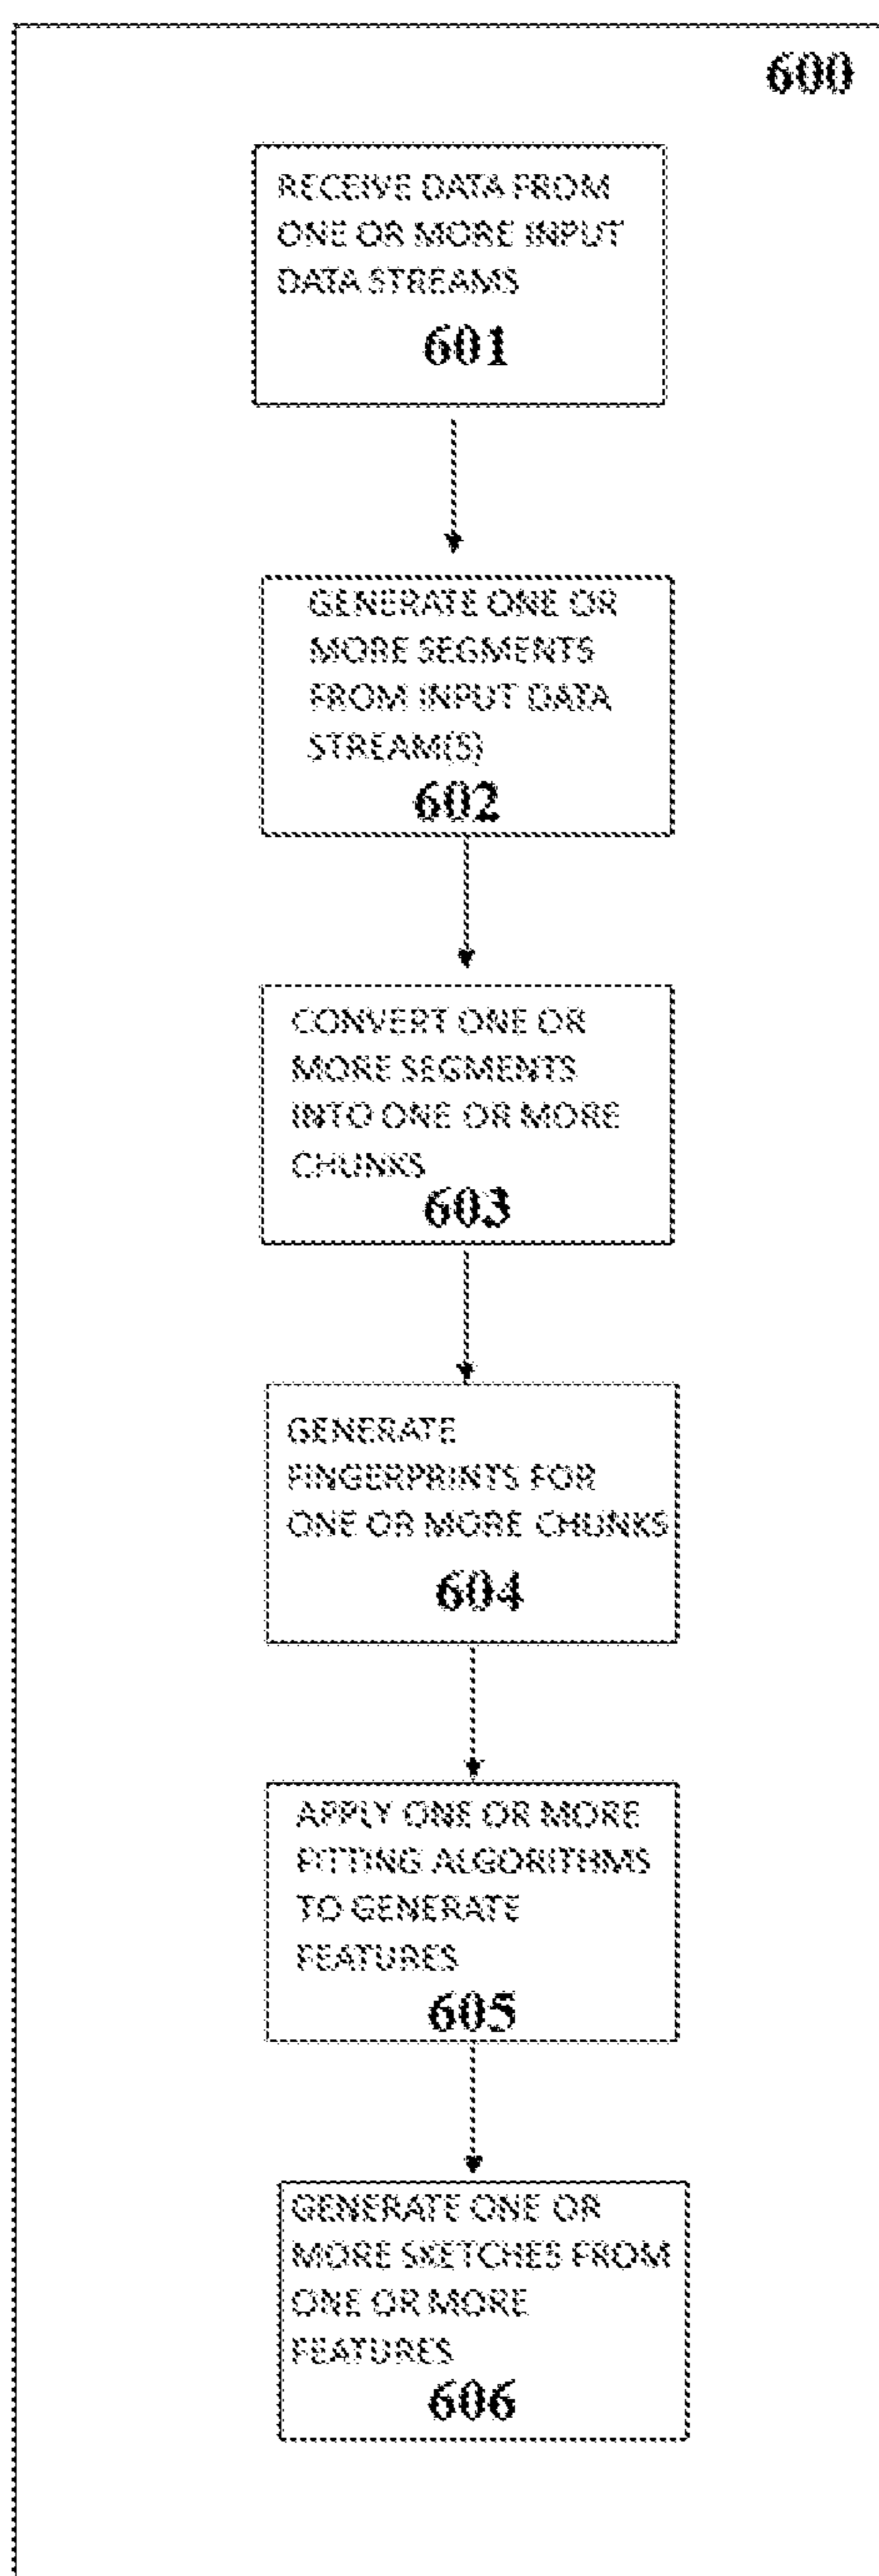 600
RECEIVE DATA FROM
ONE OR MORE INPUT
DATA STREAMS
601
GENERATE ONE OR
MORE SEGMENTS
FROM INPUT DATA
STREAM(S)
602
CONVERT ONE OR
MORE SEGMENTS
INTO ONE OR MORE
CHUNKS
603
GENERATE
FINGERPRINTS FOR
ONE OR MORE CHUNKS
604
APPLY ONE OR MORE
FITTING ALGORITHMS
TO GENERATE
FEATURES
605
GENERATE ONE OR
MORE SKETCHES FROM
ONE OR MORE
FEATURES
606